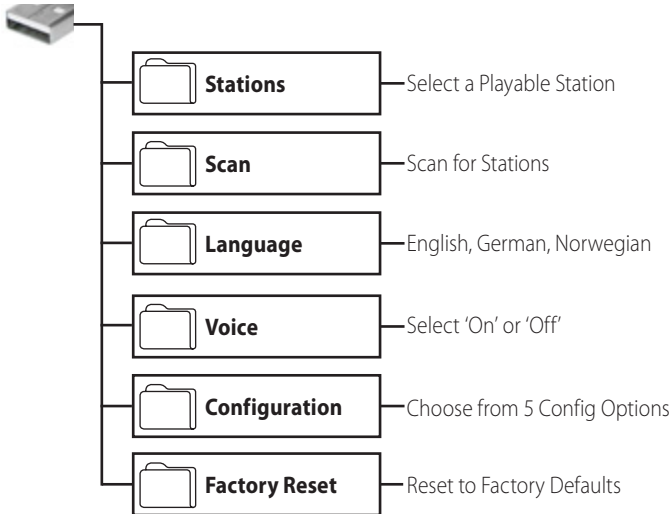 Stations Select a Playable Station
Scan Scan for Stations
Language English, German, Norwegian
Voice Select ‘On’ or ‘Off’
Configuration Choose from 5 Config Options
Factory Reset Reset to Factory Defaults